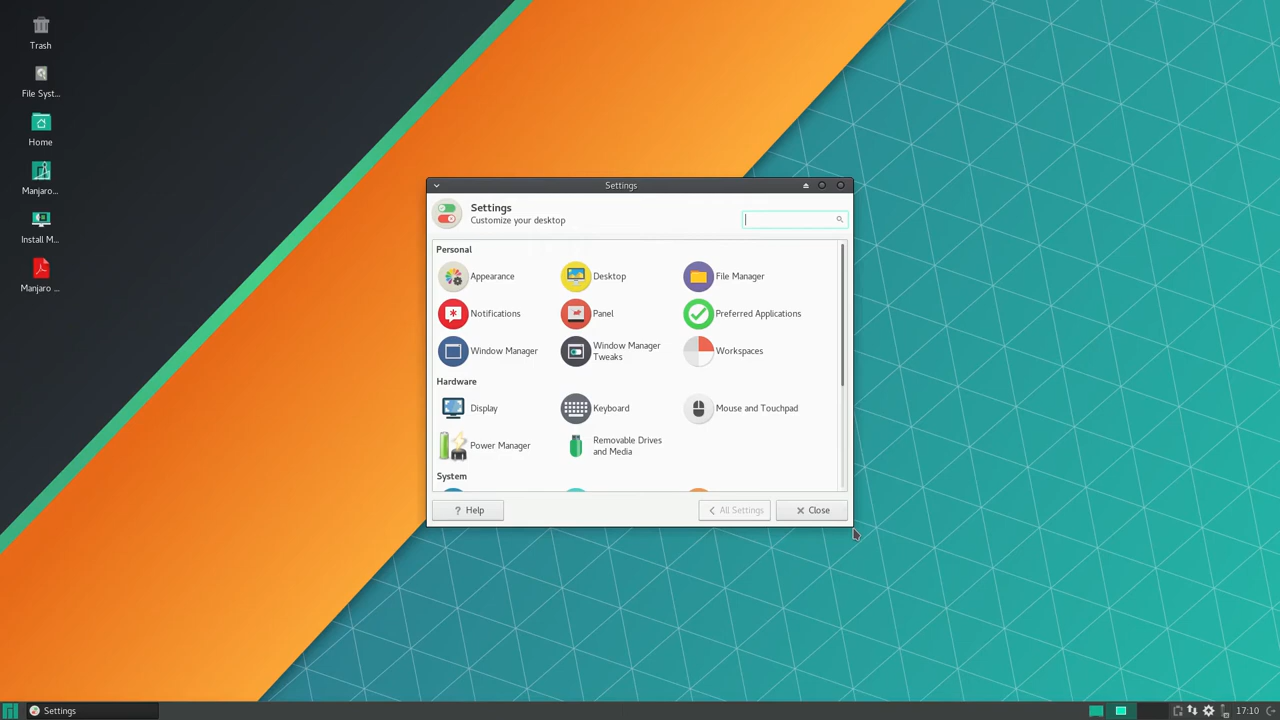 Trash
File Syst...
Home
Manjaro...
Install M...
Manjaro ...
Settings
Settings
Customize your desktop
Personal
Appearance
Desktop
File Manager
Notifications
Panel
Preferred Applications
Window Manager
Window Manager
Tweaks
Workspaces
Hardware
Display
Keyboard
Mouse and Touchpad
Power Manager
Removable Drives
and Media
System
? Help
All Settings
Close
Settings
17:10